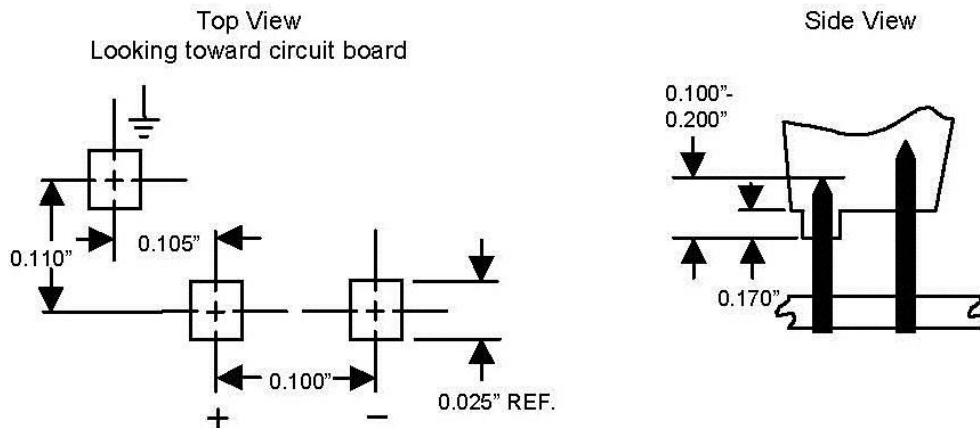 Top View
Looking toward circuit board
0.110”
0.105”
0.100”
0.025” REF.
+
–
Side View
0.100”-
0.200”
0.170”